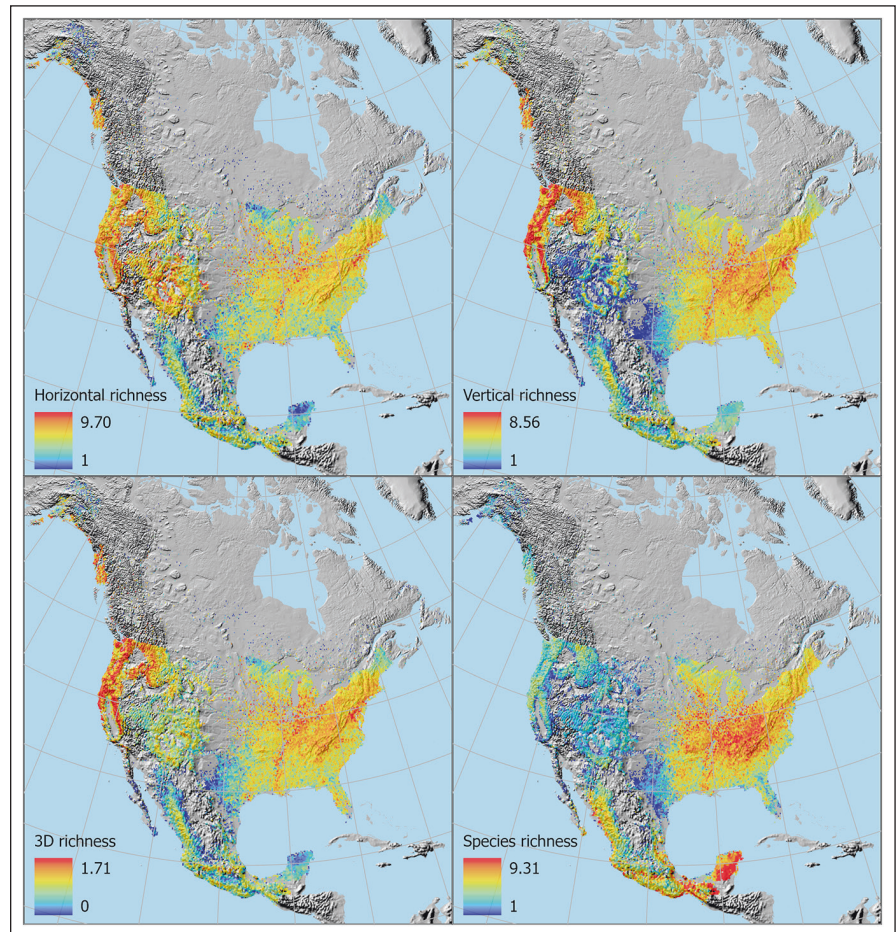 Horizontal richness
9.70
1
Vertical richness
8.56
1
3D richness
1.71
0
Species richness
9.31
1